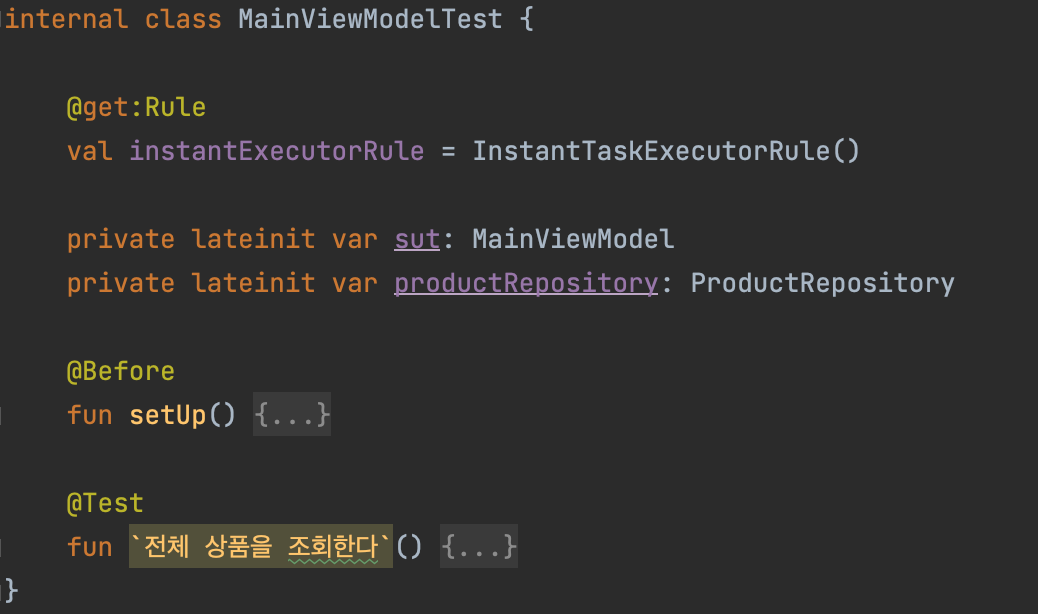 internal class MainViewModelTest {
@get:Rule
val instantExecutorRule = InstantTaskExecutorRule()
private lateinit var sut: MainViewModel
private lateinit var productRepository: ProductRepository
@Before
fun setUp() {...}
@Test
fun `전체 상품을 조회한다`() {...}
}